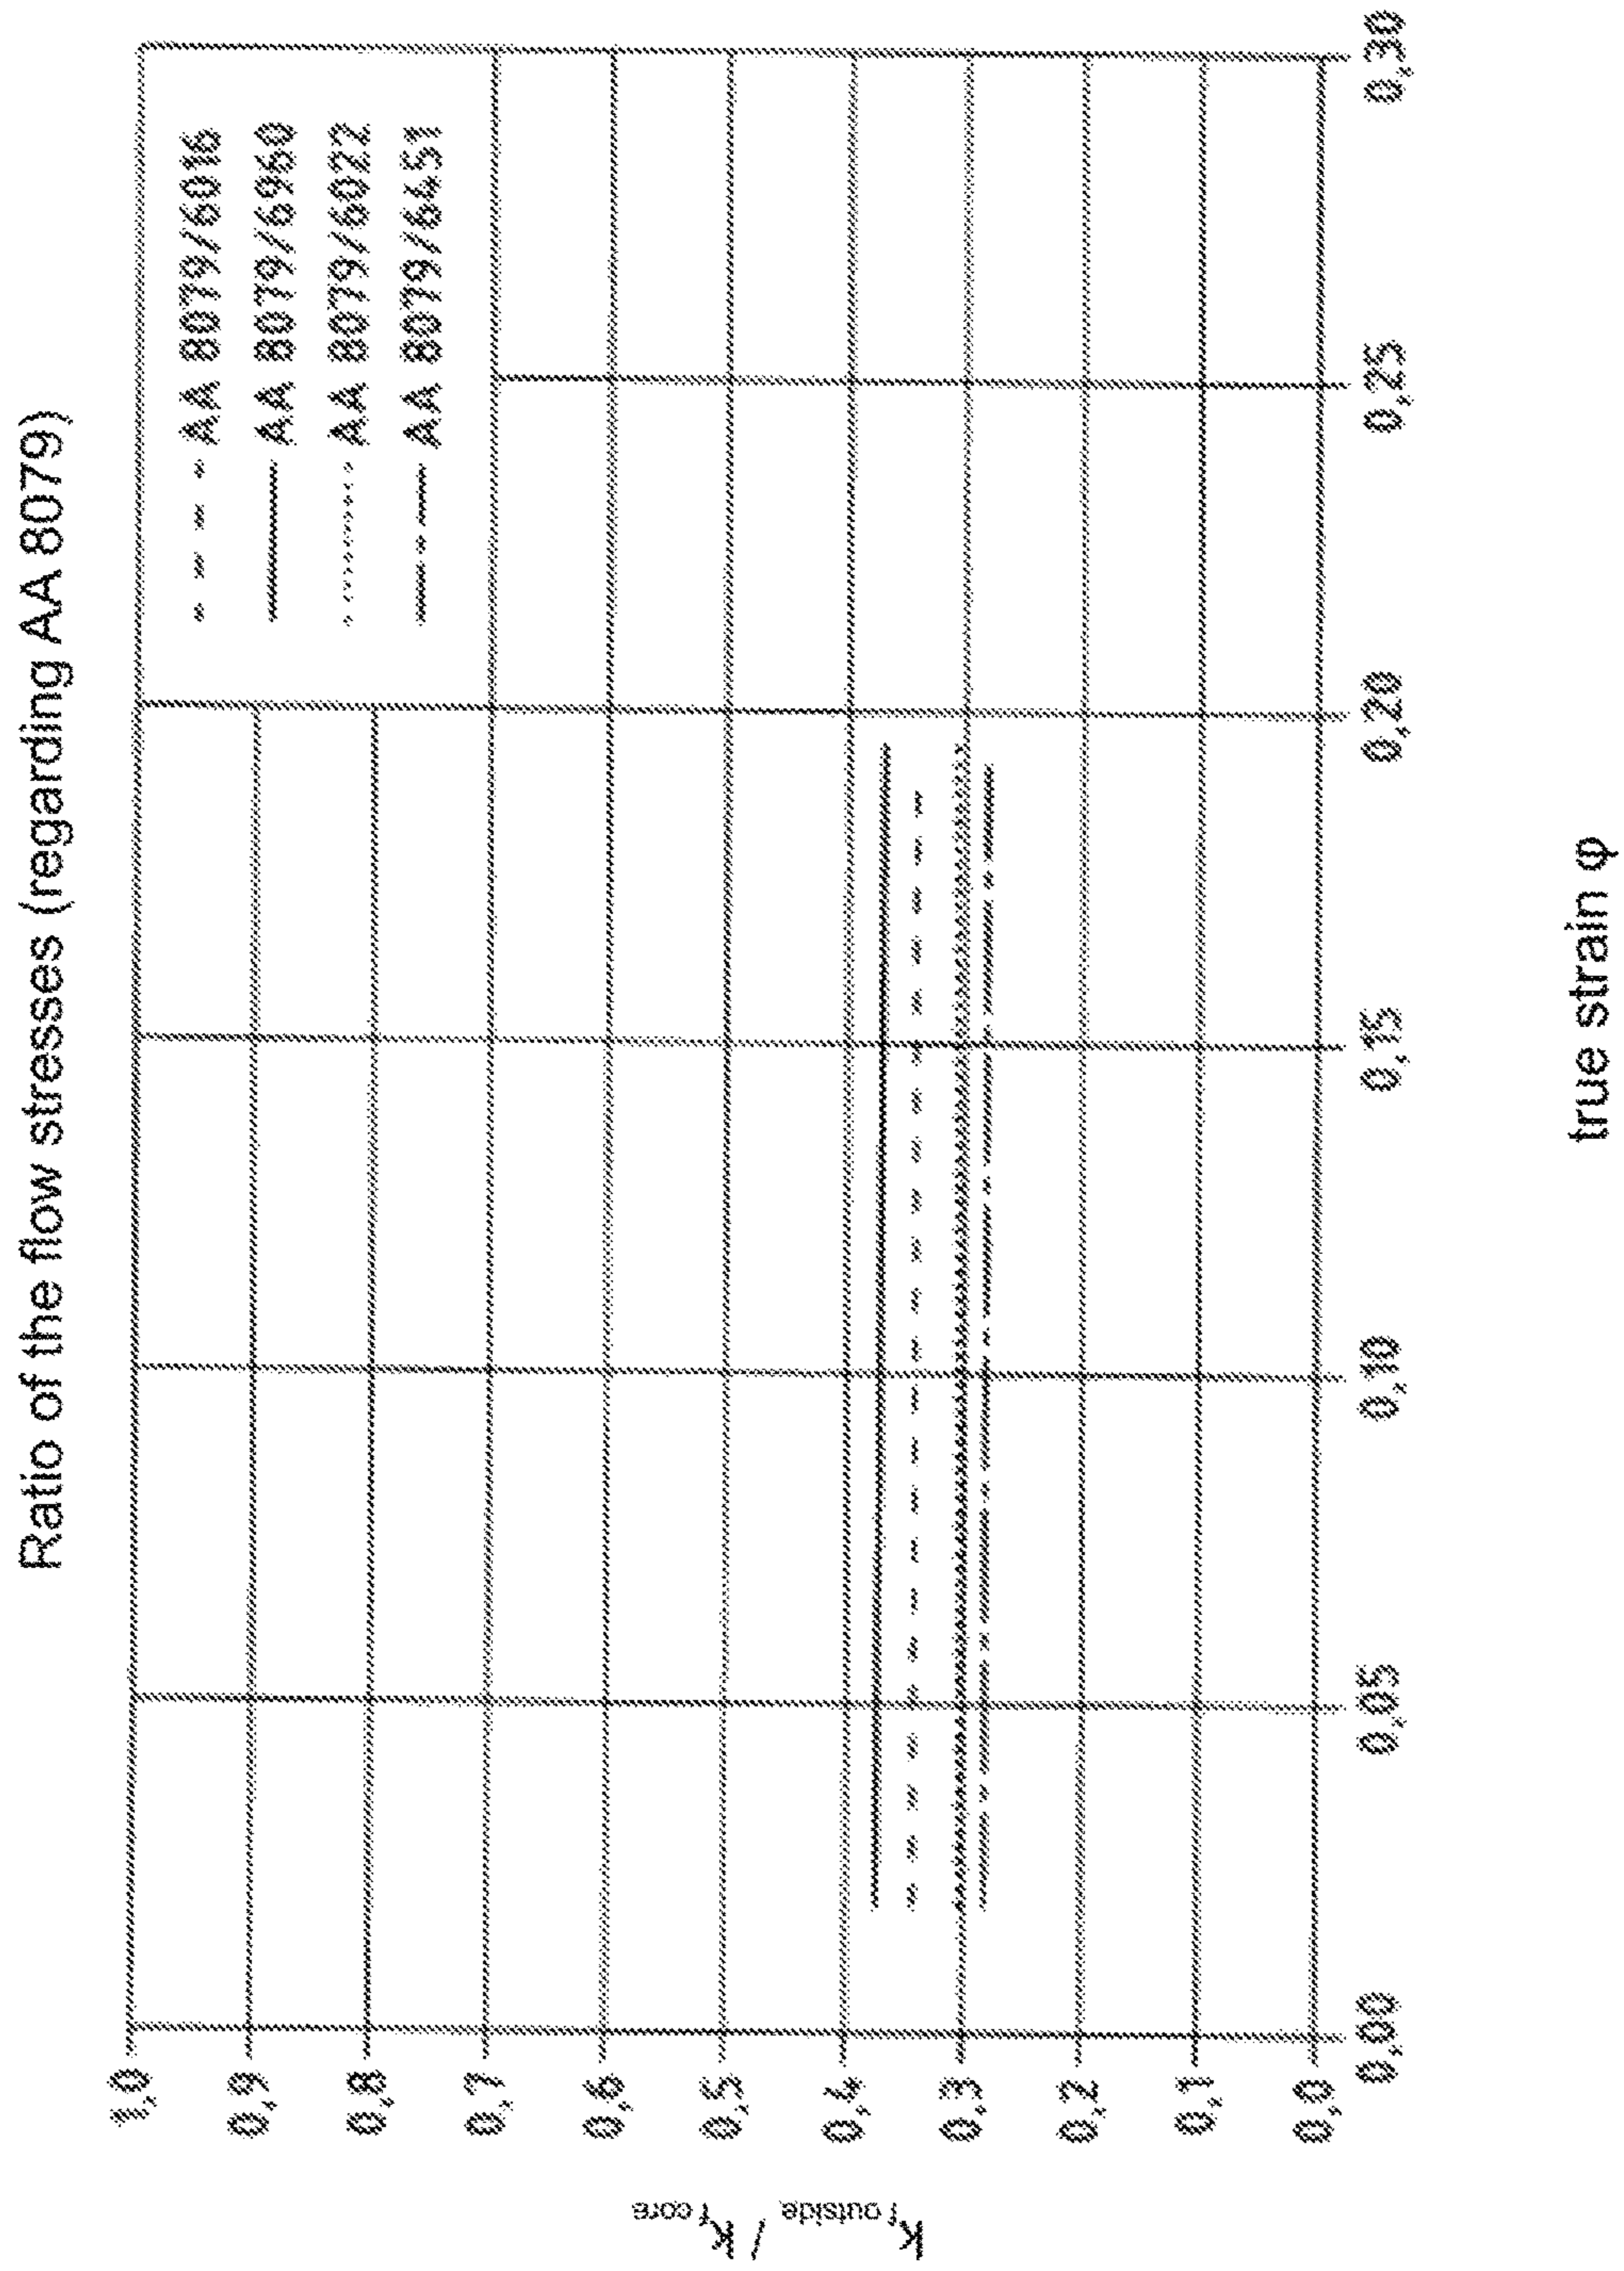 Ratio of the flow stresses (regarding AA 8079)
AA 8079/6016
AA 8079/6960
AA 8079/6022
AA 8079/6451
1,0
0,9
0,8
0,7
0,6
0,5
0,4
0,3
0,2
0,1
0,0
k f outside / k f core
0,00
0,05
0,10
0,15
0,20
0,25
0,30
true strain φ